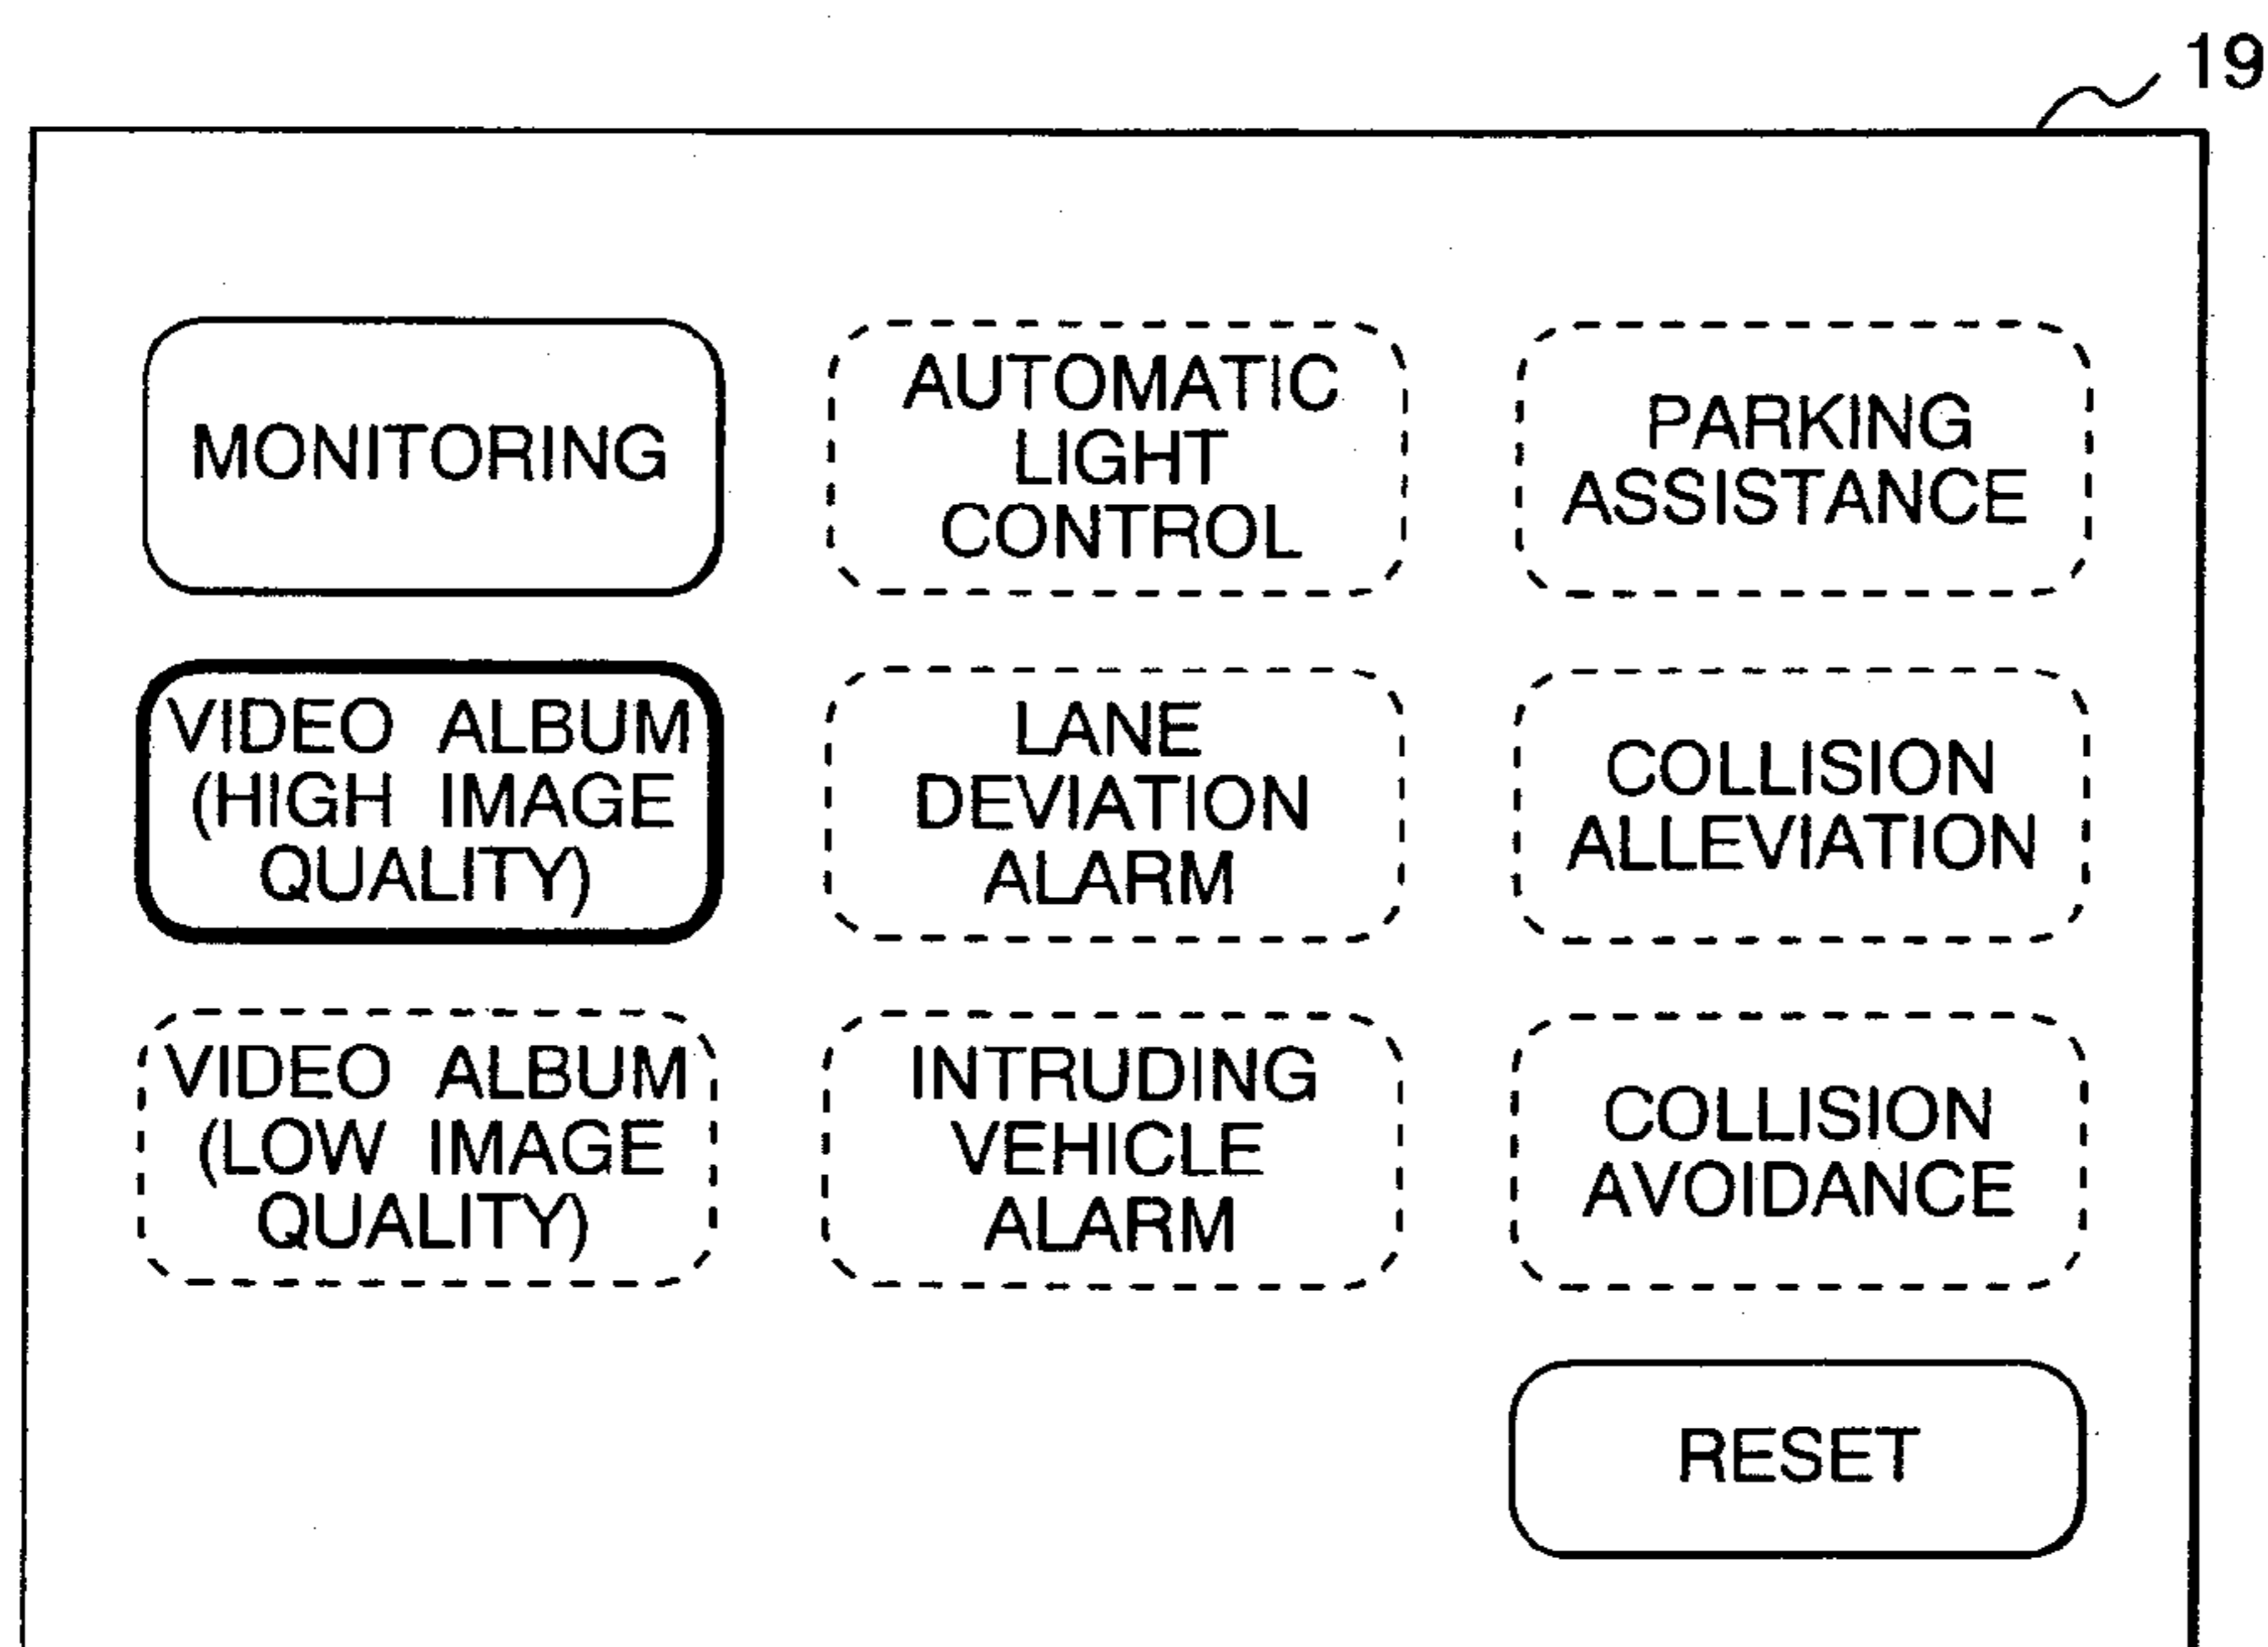 19
MONITORING
AUTOMATIC
LIGHT
CONTROL
PARKING
ASSISTANCE
VIDEO ALBUM
(HIGH IMAGE
QUALITY)
LANE
DEVIATION
ALARM
COLLISION
ALLEVIATION
VIDEO ALBUM
(LOW IMAGE
QUALITY)
INTRUDING
VEHICLE
ALARM
COLLISION
AVOIDANCE
RESET